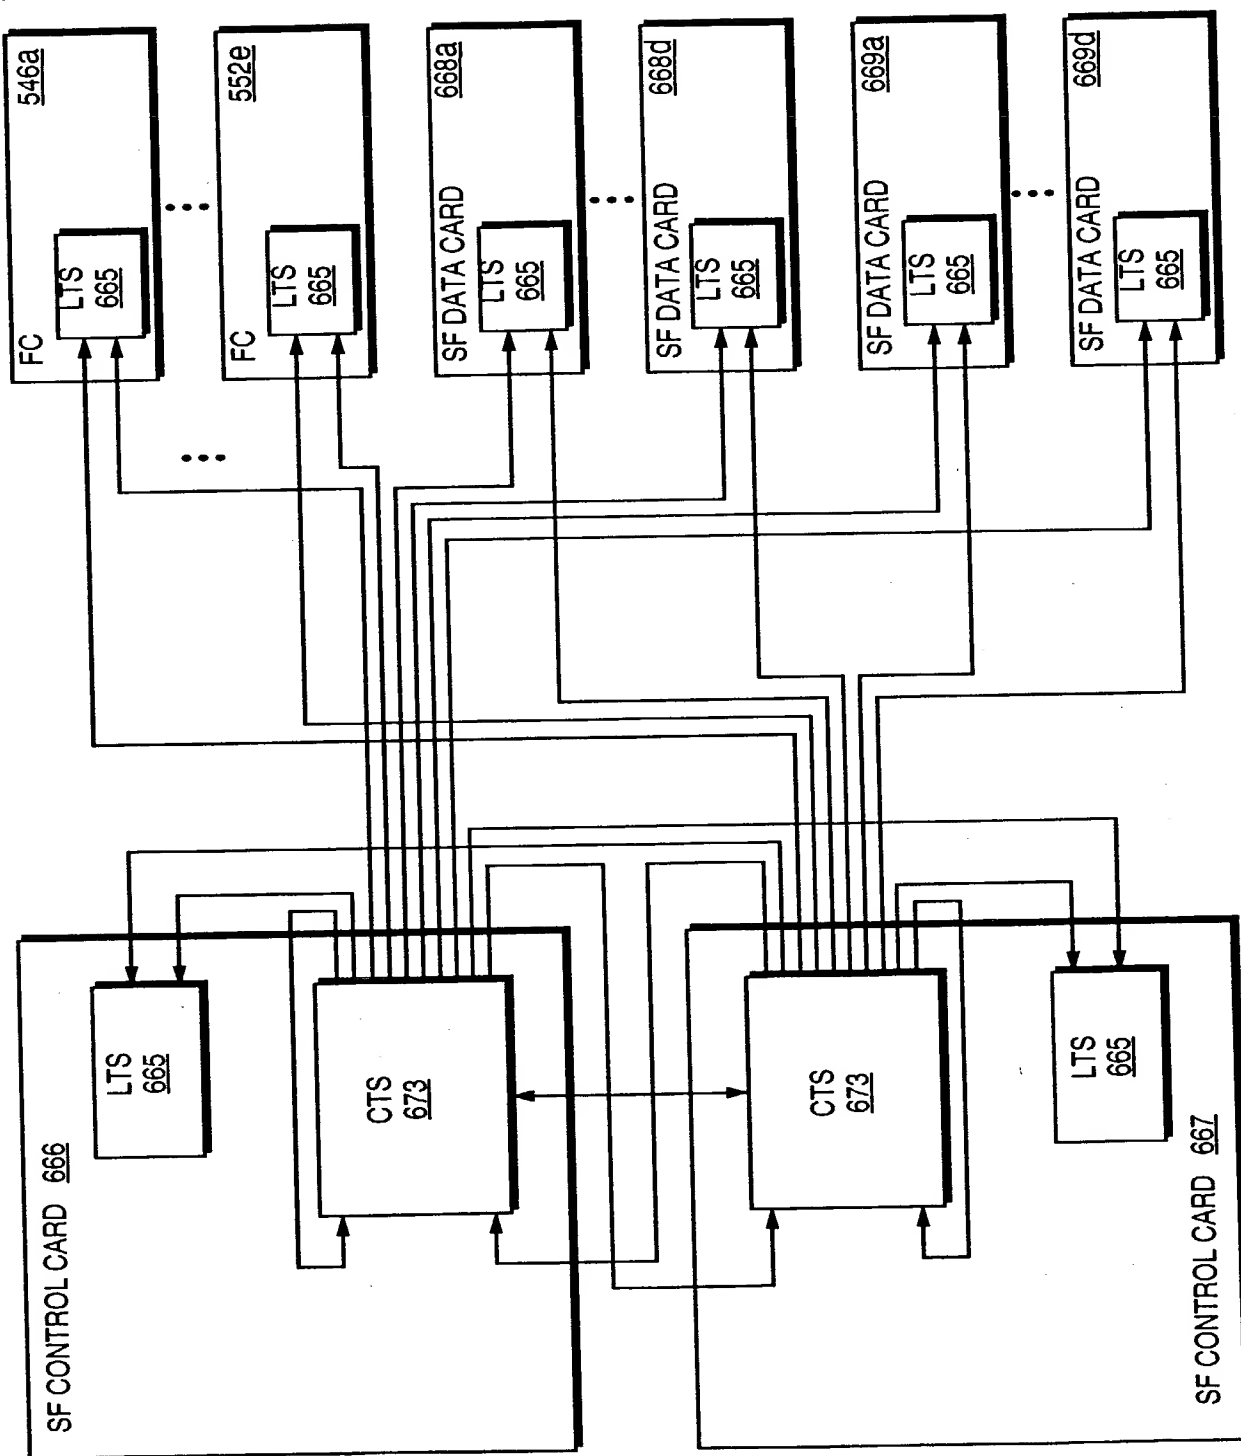 SF CONTROL CARD 666
LTS
665
CTS
673
CTS
673
LTS
665
SF CONTROL CARD 667
FC
546a
LTS
665
FC
552e
LTS
665
SF DATA CARD
668a
LTS
665
SF DATA CARD
668d
LTS
665
SF DATA CARD
669a
LTS
665
SF DATA CARD
669d
LTS
665